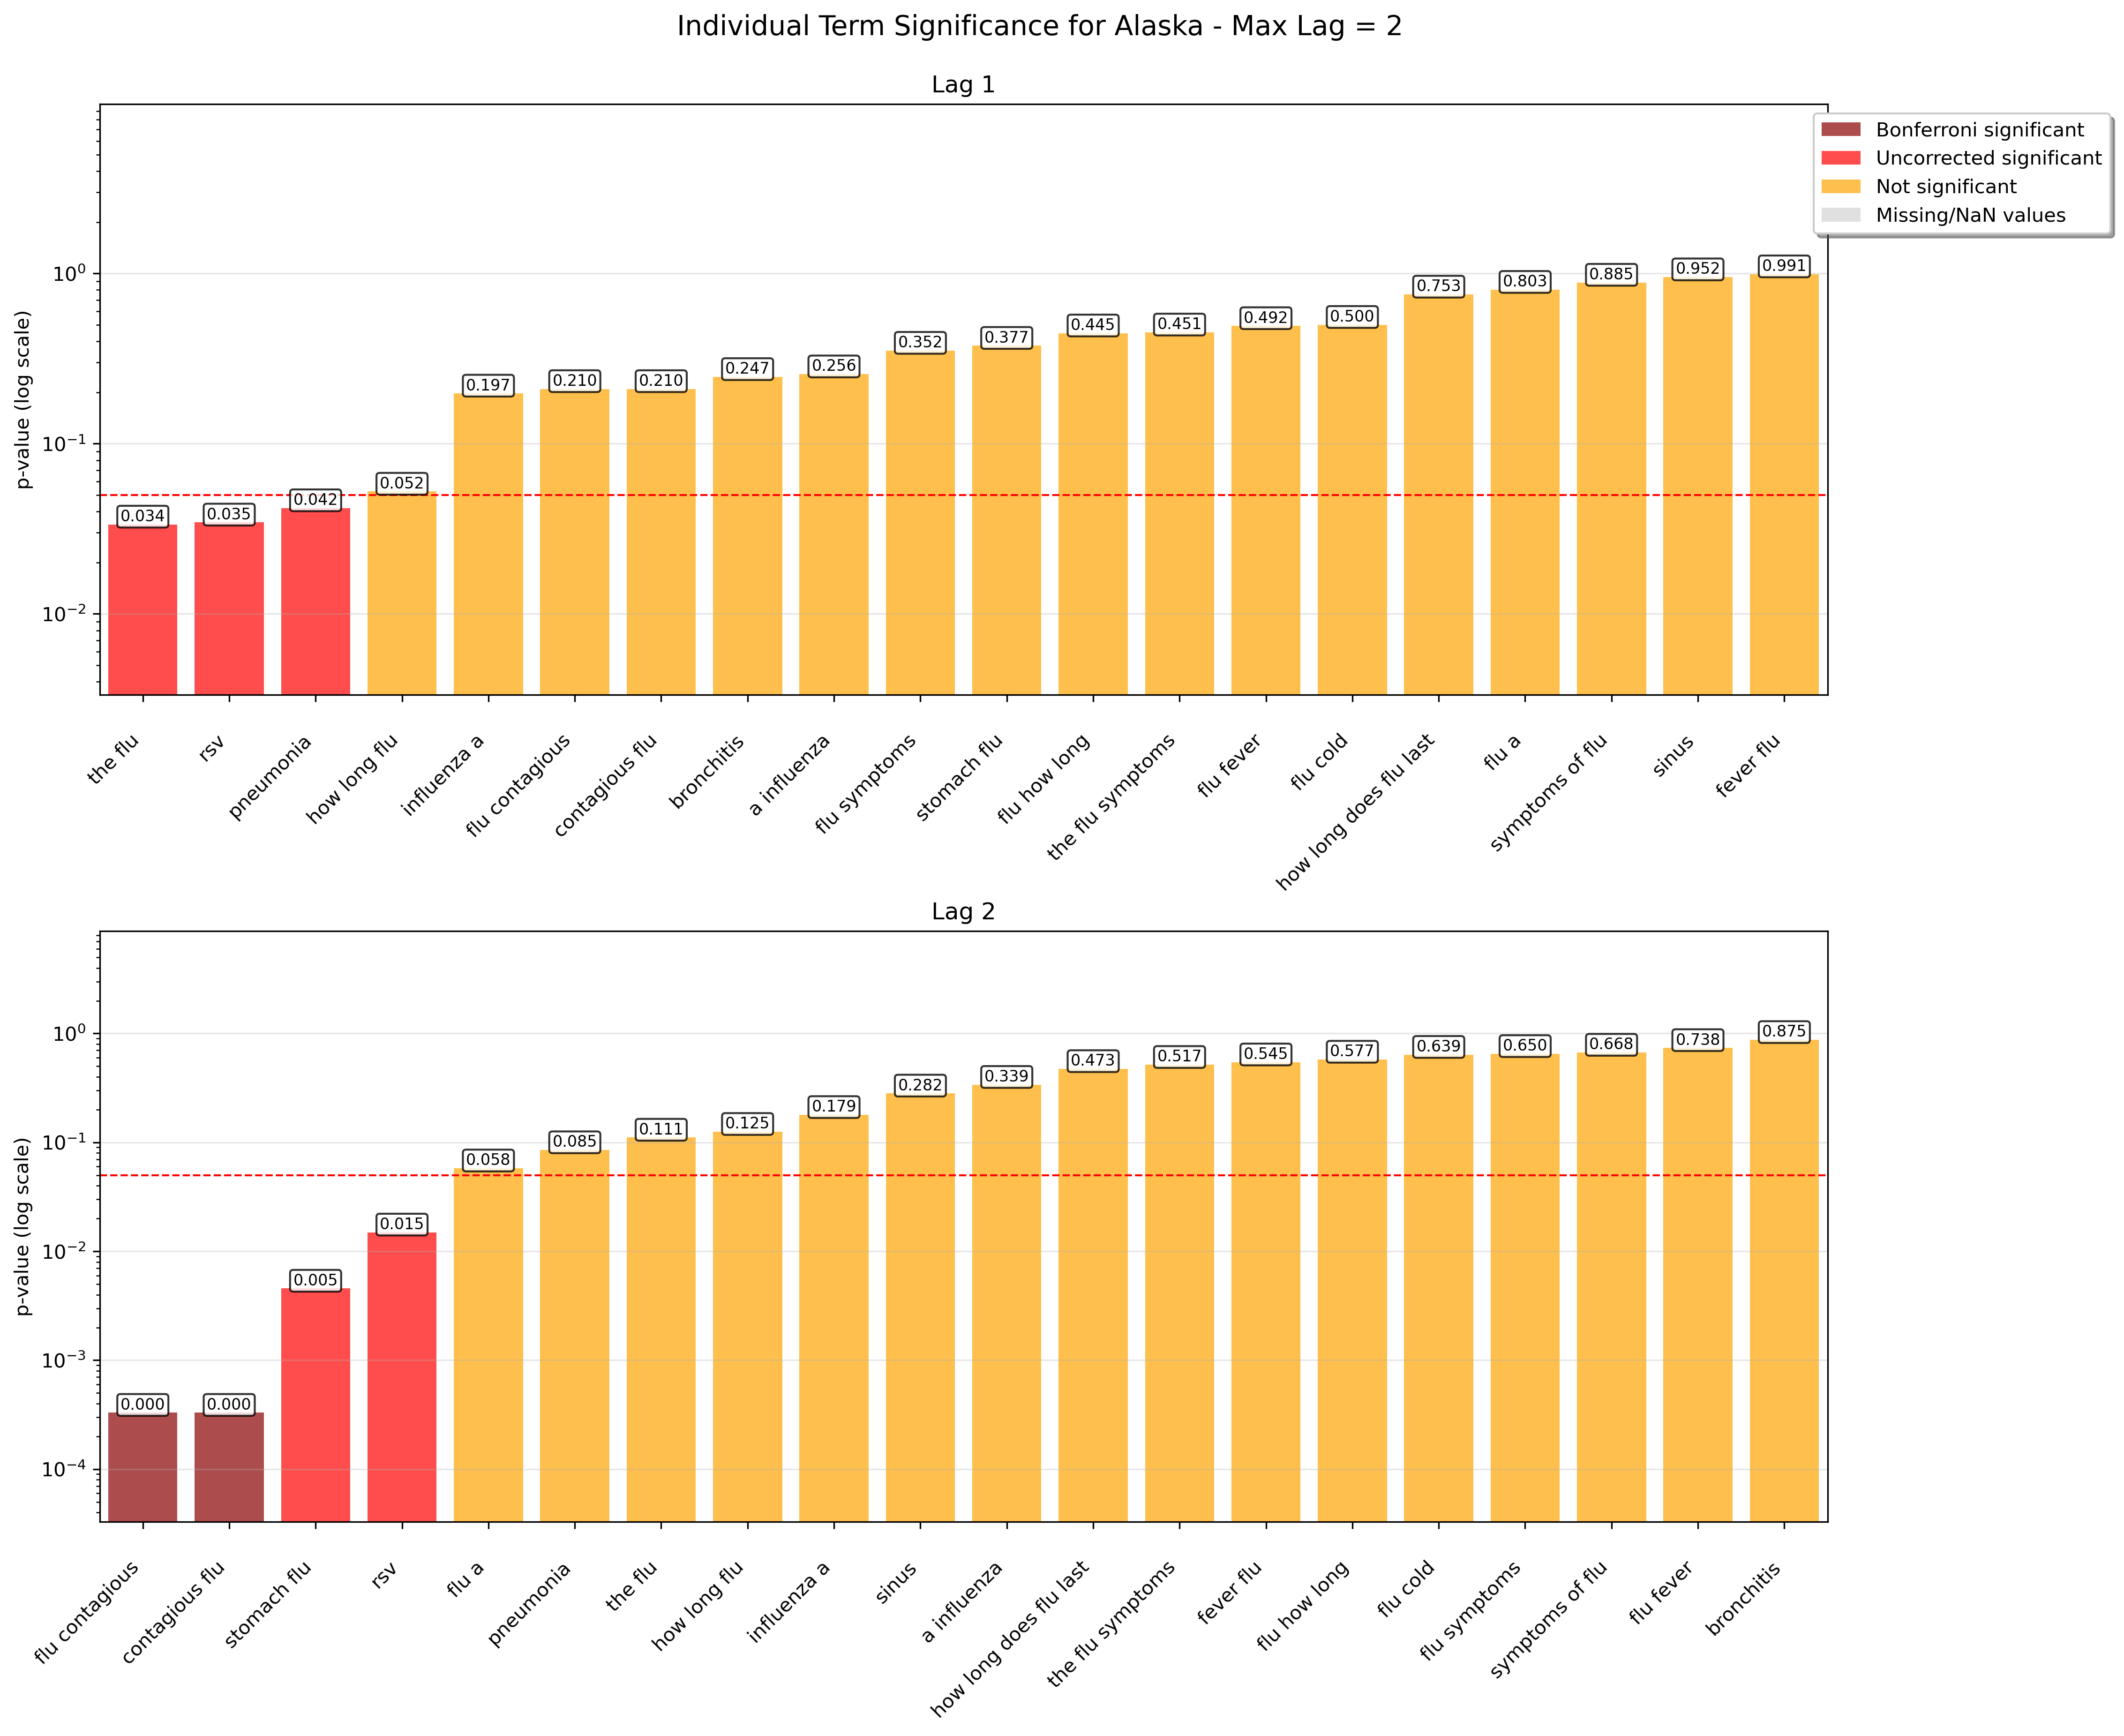 Individual Term Significance for Alaska - Max Lag = 2
Lag 1
Bonferroni significant
Uncorrected significant
Not significant
Missing/NaN values
p-value (log scale)
10⁰
10⁻¹
10⁻²
0.034
0.035
0.042
0.052
0.197
0.210
0.210
0.247
0.256
0.352
0.377
0.445
0.451
0.492
0.500
0.753
0.803
0.885
0.952
0.991
the flu
rsv
pneumonia
how long flu
influenza a
flu contagious
contagious flu
bronchitis
a influenza
flu symptoms
stomach flu
flu how long
the flu symptoms
flu fever
flu cold
how long does flu last
flu a
symptoms of flu
sinus
fever flu
Lag 2
p-value (log scale)
10⁰
10⁻¹
10⁻²
10⁻³
10⁻⁴
0.000
0.000
0.005
0.015
0.058
0.085
0.111
0.125
0.179
0.282
0.339
0.473
0.517
0.545
0.577
0.639
0.650
0.668
0.738
0.875
flu contagious
contagious flu
stomach flu
rsv
flu a
pneumonia
the flu
how long flu
influenza a
sinus
a influenza
how long does flu last
the flu symptoms
fever flu
flu how long
flu cold
flu symptoms
symptoms of flu
flu fever
bronchitis